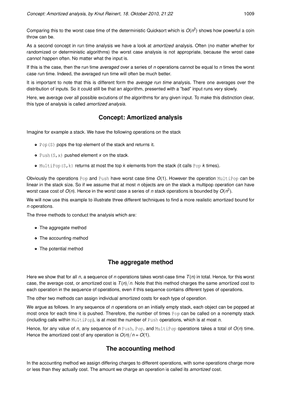 Concept: Amortized analysis, by Knut Reinert, 18. Oktober 2010, 21:22 1009
Comparing this to the worst case time of the deterministic Quicksort which is O(n²) shows how powerful a coin
throw can be.
As a second concept in run time analysis we have a look at amortized analysis. Often (no matter whether for
randomized or deterministic algorithms) the worst case analysis is not appropriate, because the worst case
cannot happen often. No matter what the input is.
If this is the case, then the run time averaged over a series of n operations cannot be equal to n times the worst
case run time. Indeed, the averaged run time will often be much better.
It is important to note that this is different form the average run time analysis. There one averages over the
distribution of inputs. So it could still be that an algorithm, presented with a "bad" input runs very slowly.
Here, we average over all possible excutions of the algorithms for any given input. To make this distinction clear,
this type of analysis is called amortized analysis.
Concept: Amortized analysis
Imagine for example a stack. We have the following operations on the stack
• Pop(S) pops the top element of the stack and returns it.
• Push(S,x) pushed element x on the stack.
• MultiPop(S,k) returns at most the top k elements from the stack (it calls Pop k times).
Obviously the operations Pop and Push have worst case time O(1). However the operation MultiPop can be
linear in the stack size. So if we assume that at most n objects are on the stack a multipop operation can have
worst case cost of O(n). Hence in the worst case a series of n stack operations is bounded by O(n²).
We will now use this example to illustrate three different techniques to find a more realistic amortized bound for
n operations.
The three methods to conduct the analysis which are:
• The aggregate method
• The accounting method
• The potential method
The aggregate method
Here we show that for all n, a sequence of n operations takes worst-case time T(n) in total. Hence, for this worst
case, the average cost, or amortized cost is T(n)/n. Note that this method charges the same amortized cost to
each operation in the sequence of operations, even if this sequence contains different types of operations.
The other two methods can assign individual amortized costs for each type of operation.
We argue as follows. In any sequence of n operations on an initially empty stack, each object can be popped at
most once for each time it is pushed. Therefore, the number of times Pop can be called on a nonempty stack
(including calls within MultiPop), is at most the number of Push operations, which is at most n.
Hence, for any value of n, any sequence of n Push, Pop, and MultiPop operations takes a total of O(n) time.
Hence the amortized cost of any operation is O(n)/n = O(1).
The accounting method
In the accounting method we assign differing charges to different operations, with some operations charge more
or less than they actually cost. The amount we charge an operation is called its amortized cost.